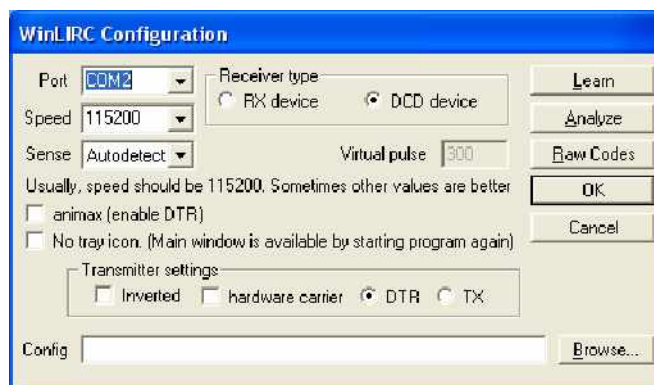 WinLIRC Configuration
Port COM2
Receiver type
RX device DCD device
Learn
Speed 115200
Analyze
Sense Autodetect Virtual pulse 300
Raw Codes
Usually, speed should be 115200. Sometimes other values are better
OK
animax (enable DTR)
Cancel
No tray icon. (Main window is available by starting program again)
Transmitter settings
Inverted hardware carrier DTR TX
Config Browse...